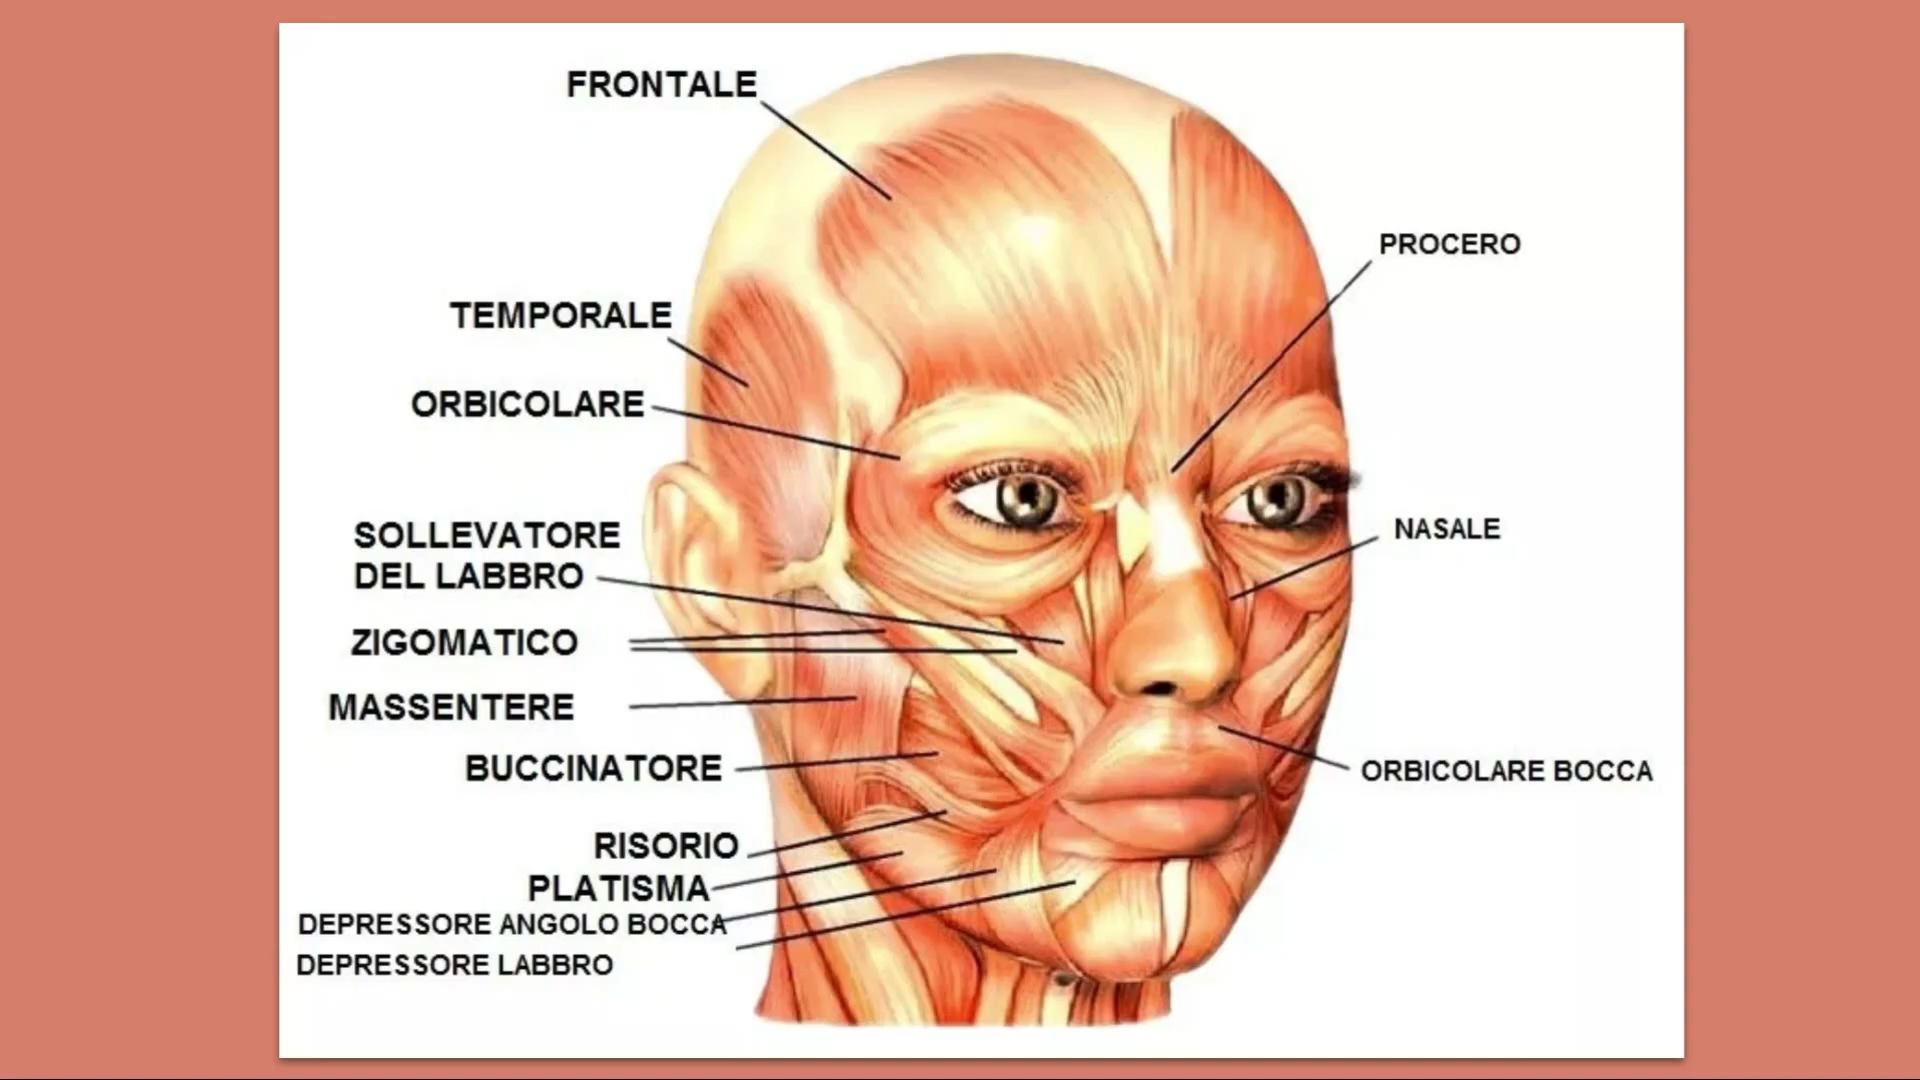 FRONTALE
PROCERO
TEMPORALE
ORBICOLARE
SOLLEVATORE
DEL LABBRO
NASALE
ZIGOMATICO
MASSENTERE
BUCCINATORE
ORBICOLARE BOCCA
RISORIO
PLATISMA
DEPRESSORE ANGOLO BOCCA
DEPRESSORE LABBRO